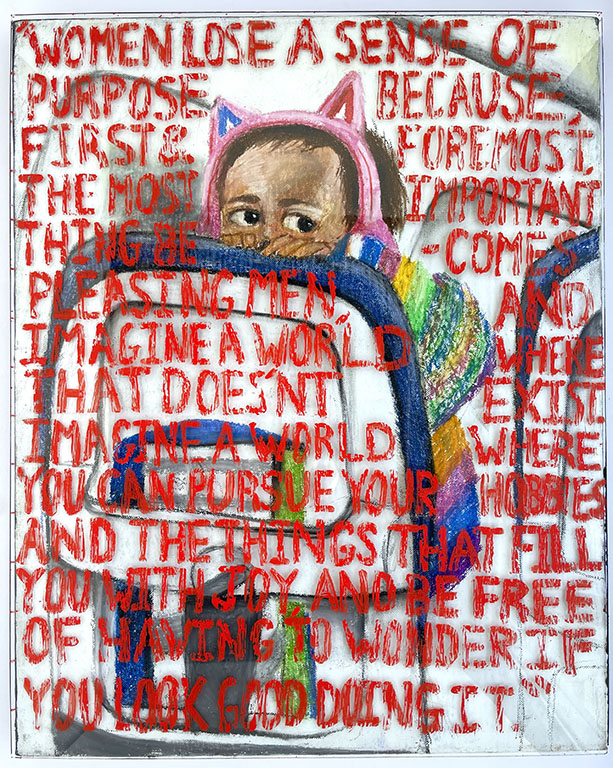 "WOMEN LOSE A SENSE OF
PURPOSE BECAUSE,
FIRST & FOREMOST,
THE MOST IMPORTANT
THING BE -COMES
PLEASING MEN, AND
IMAGINE A WORLD WHERE
THAT DOES'NT EXIST
IMAGINE A WORLD WHERE
YOU CAN PURSUE YOUR HOBBIES
AND THE THINGS THAT FILL
YOU WITH JOY AND BE FREE
OF HAVING TO WONDER IF
YOU LOOK GOOD DOING IT."